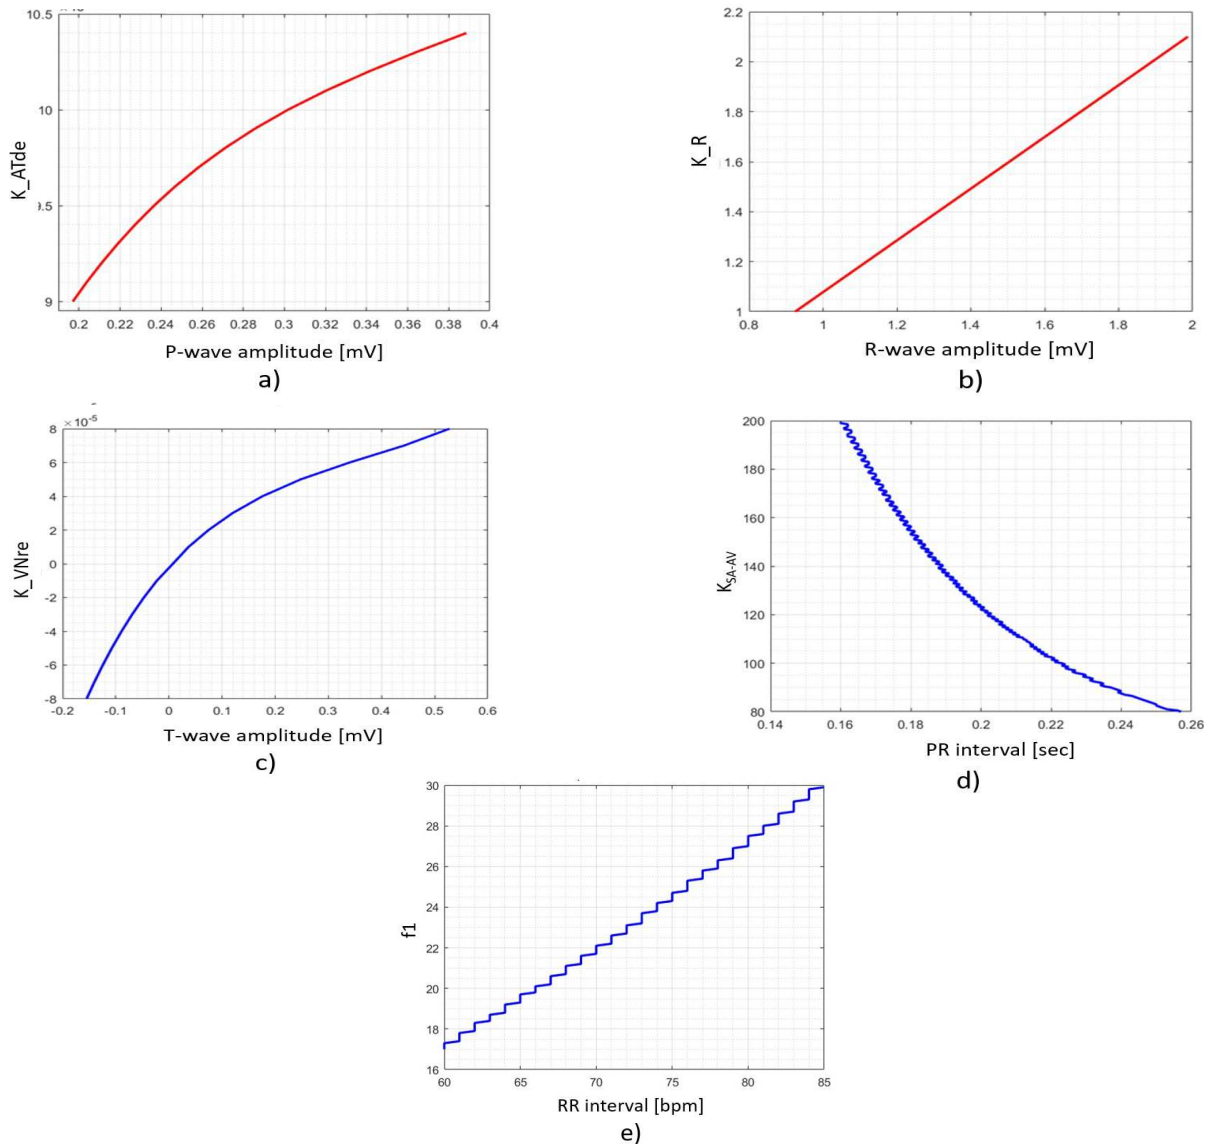 10.5
10
9.5
9
K_ATde
0.2 0.22 0.24 0.26 0.28 0.3 0.32 0.34 0.36 0.38 0.4
P-wave amplitude [mV]
a)
2.2
2
1.8
1.6
1.4
1.2
1
K_R
0.8 1 1.2 1.4 1.6 1.8 2
R-wave amplitude [mV]
b)
×10⁻⁵
8
6
4
2
0
-2
-4
-6
-8
K_VNre
-0.2 -0.1 0 0.1 0.2 0.3 0.4 0.5 0.6
T-wave amplitude [mV]
c)
200
180
160
140
120
100
80
K_SA-AV
0.14 0.16 0.18 0.2 0.22 0.24 0.26
PR interval [sec]
d)
30
28
26
24
22
20
18
16
f1
60 65 70 75 80 85
RR interval [bpm]
e)